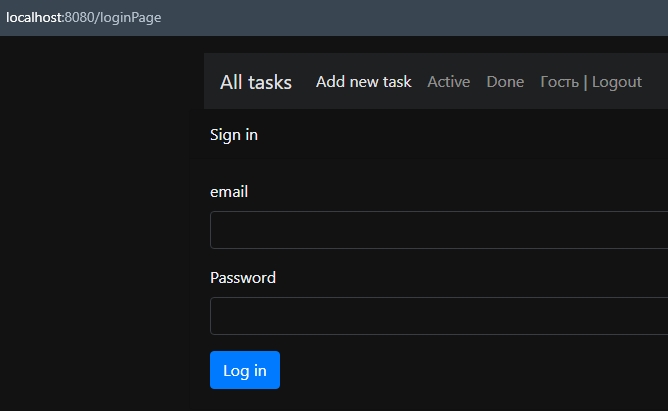 localhost:8080/loginPage
All tasks Add new task Active Done Гость | Logout
Sign in
email
Password
Log in